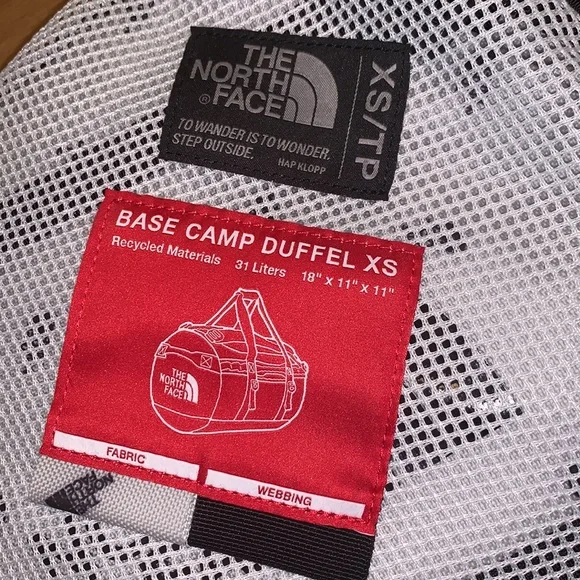 THE
NORTH
FACE
®
XS/TP
TO WANDER IS TO WONDER.
STEP OUTSIDE.
HAP KLOPP
BASE CAMP DUFFEL XS
Recycled Materials 31 Liters 18" x 11" x 11"
THE
NORTH
FACE
FABRIC
WEBBING